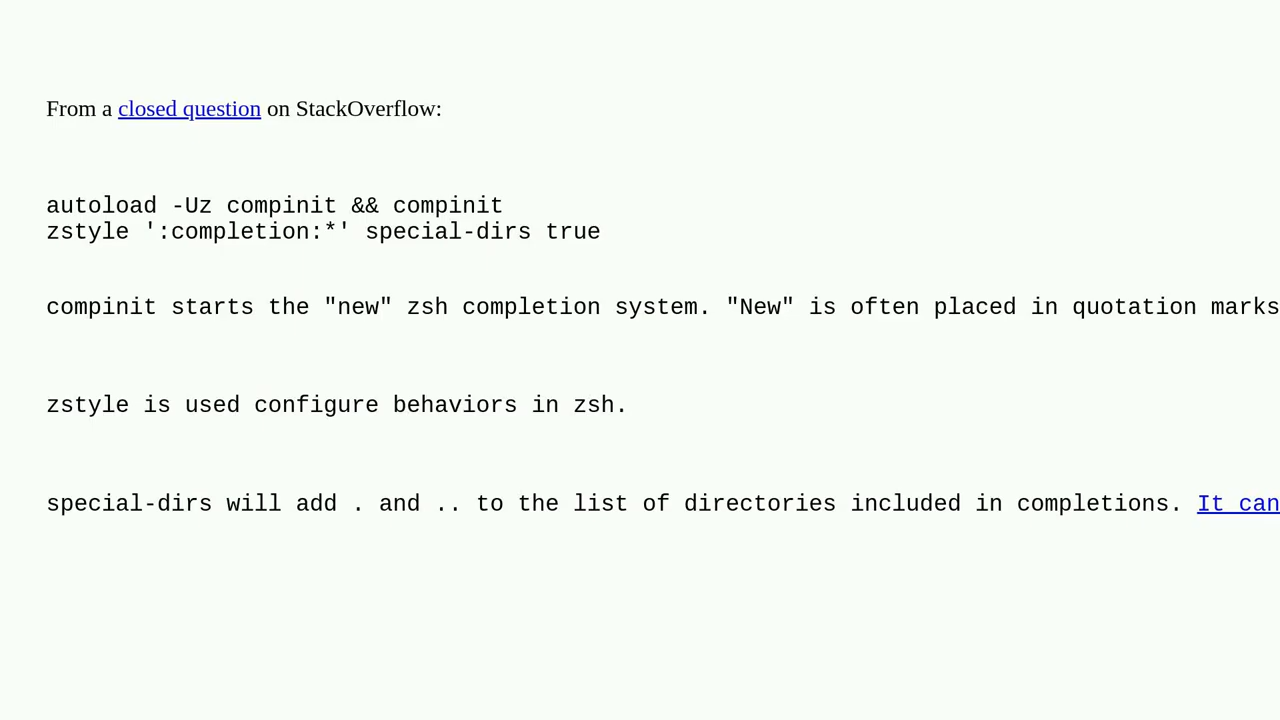 From a closed question on StackOverflow:
autoload -Uz compinit && compinit
zstyle ':completion:*' special-dirs true
compinit starts the "new" zsh completion system. "New" is often placed in quotation marks
zstyle is used configure behaviors in zsh.
special-dirs will add . and .. to the list of directories included in completions. It can